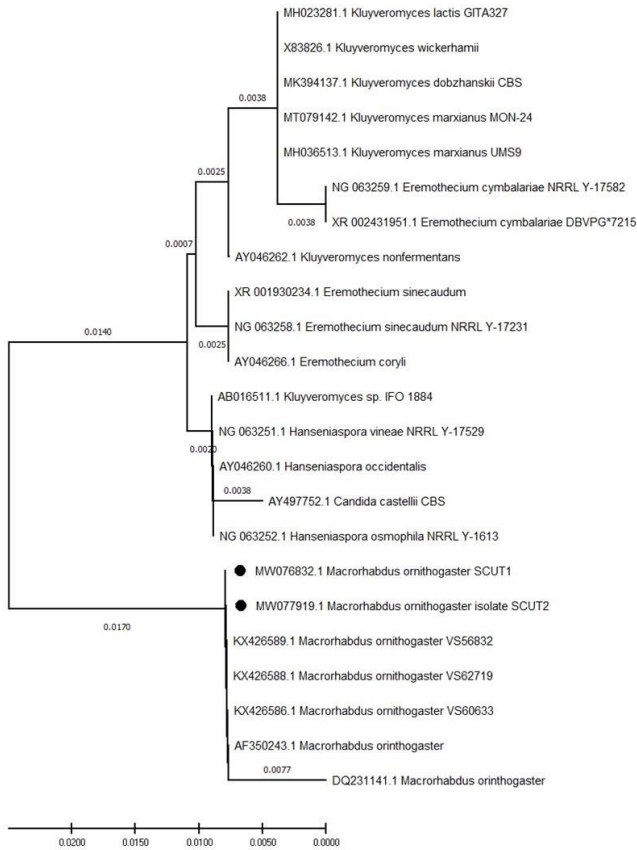 MH023281.1 Kluyveromyces lactis GITA327
X83826.1 Kluyveromyces wickerhamii
MK394137.1 Kluyveromyces dobzhanskii CBS
0.0038
MT079142.1 Kluyveromyces marxianus MON-24
MH036513.1 Kluyveromyces marxianus UMS9
0.0025
NG 063259.1 Eremothecium cymbalariae NRRL Y-17582
0.0038
XR 002431951.1 Eremothecium cymbalariae DBVPG*7215
0.0007
AY046262.1 Kluyveromyces nonfermentans
XR 001930234.1 Eremothecium sinecaudum
NG 063258.1 Eremothecium sinecaudum NRRL Y-17231
0.0140
0.0025
AY046266.1 Eremothecium coryli
AB016511.1 Kluyveromyces sp. IFO 1884
NG 063251.1 Hanseniaspora vineae NRRL Y-17529
0.0020
AY046260.1 Hanseniaspora occidentalis
0.0038
AY497752.1 Candida castellii CBS
NG 063252.1 Hanseniaspora osmophila NRRL Y-1613
MW076832.1 Macrorhabdus ornithogaster SCUT1
MW077919.1 Macrorhabdus ornithogaster isolate SCUT2
0.0170
KX426589.1 Macrorhabdus ornithogaster VS56832
KX426588.1 Macrorhabdus ornithogaster VS62719
KX426586.1 Macrorhabdus ornithogaster VS60633
AF350243.1 Macrorhabdus orinthogaster
0.0077
DQ231141.1 Macrorhabdus orinthogaster
0.0200 0.0150 0.0100 0.0050 0.0000